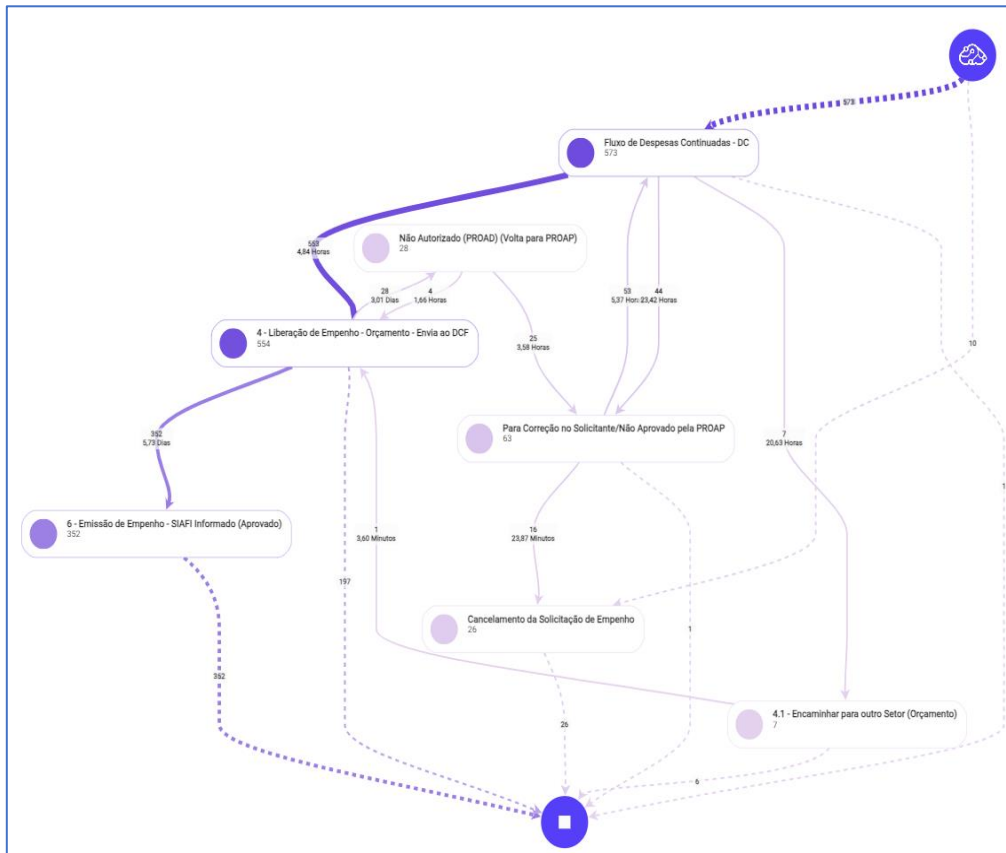 573
Fluxo de Despesas Continuadas - DC
573
553
4,84 Horas
Não Autorizado (PROAD) (Volta para PROAP)
28
28
3,01 Dias
4
1,66 Horas
53
5,37 Horas
44
23,42 Horas
10
4 - Liberação de Empenho - Orçamento - Envia ao DCF
554
25
3,58 Horas
Para Correção no Solicitante/Não Aprovado pela PROAP
63
7
20,63 Horas
352
5,73 Dias
1
6 - Emissão de Empenho - SIAFI Informado (Aprovado)
352
1
3,60 Minutos
16
23,87 Minutos
197
Cancelamento da Solicitação de Empenho
26
1
352
26
4.1 - Encaminhar para outro Setor (Orçamento)
7
6